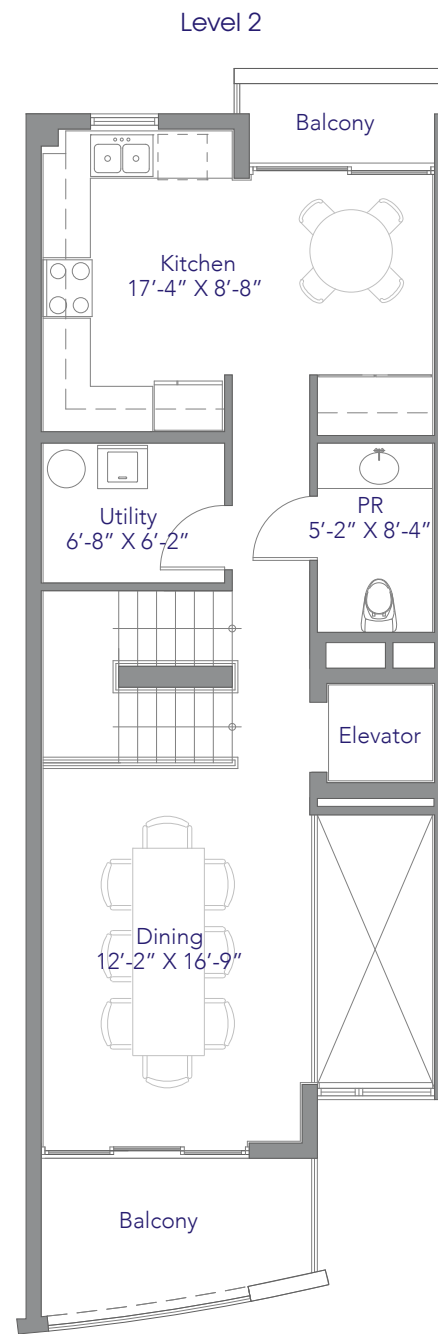 Level 2
Balcony
Kitchen
17’-4” X 8’-8”
Utility
6’-8” X 6’-2”
PR
5’-2” X 8’-4”
Elevator
Dining
12’-2” X 16’-9”
Balcony